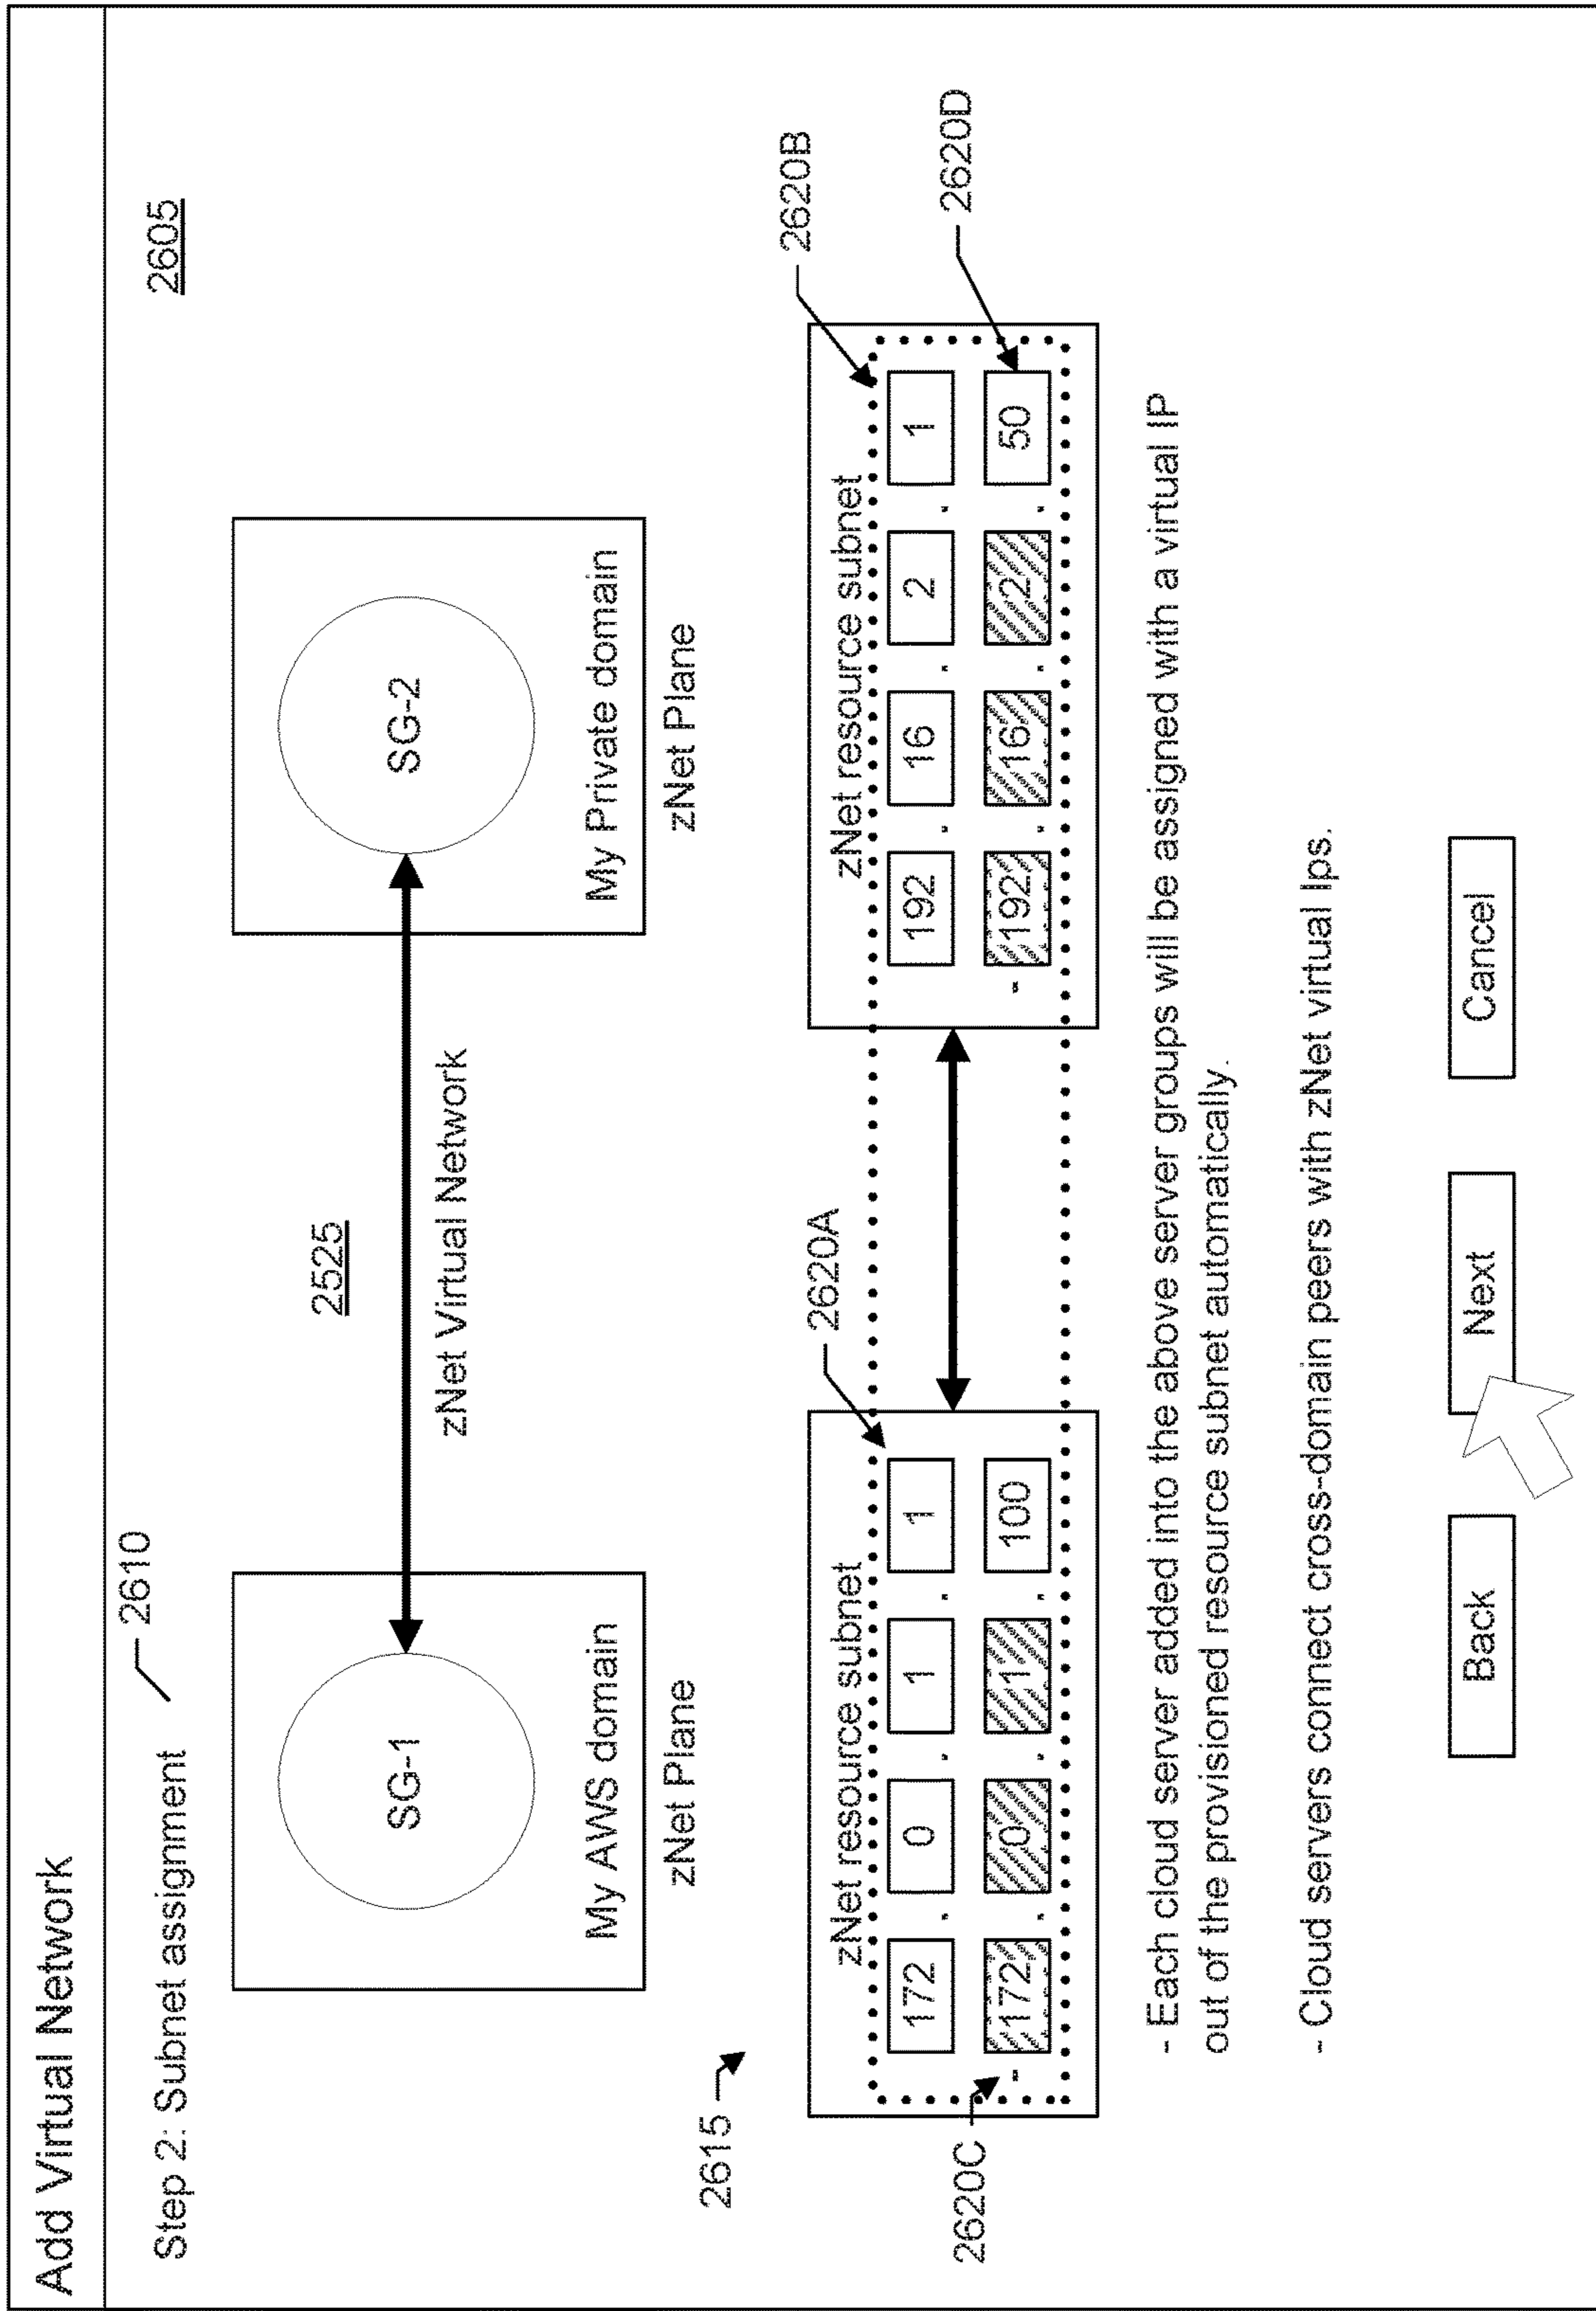 Add Virtual Network
Step 2: Subnet assignment
2610
2605
2525
SG-1
SG-2
zNet Virtual Network
My AWS domain
My Private domain
zNet Plane
zNet Plane
2615
2620A
2620B
zNet resource subnet
zNet resource subnet
172 . 0 . 1 . 1
192 . 16 . 2 . 1
2620C
2620D
- 172 . 0 . 1 . 100
- 192 . 16 . 2 . 50
- Each cloud server added into the above server groups will be assigned with a virtual IP
out of the provisioned resource subnet automatically.
- Cloud servers connect cross-domain peers with zNet virtual Ips.
Back
Next
Cancel